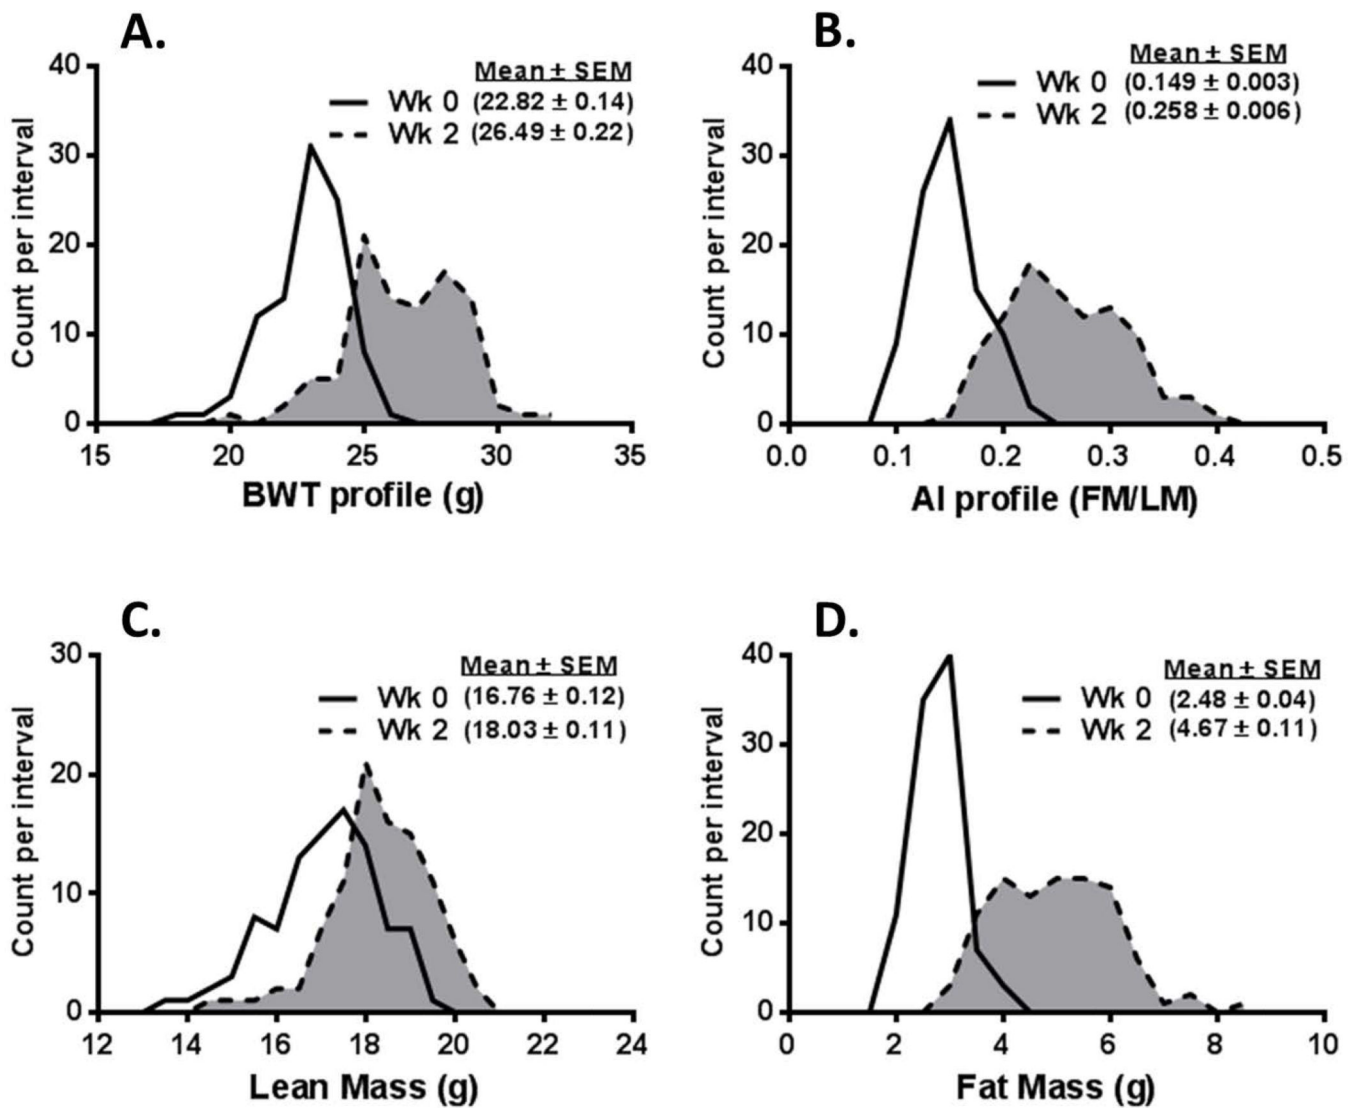 A.
Mean ± SEM
Wk 0 (22.82 ± 0.14)
Wk 2 (26.49 ± 0.22)
Count per interval
40
30
20
10
0
15 20 25 30 35
BWT profile (g)
B.
Mean ± SEM
Wk 0 (0.149 ± 0.003)
Wk 2 (0.258 ± 0.006)
Count per interval
40
30
20
10
0
0.0 0.1 0.2 0.3 0.4 0.5
AI profile (FM/LM)
C.
Mean ± SEM
Wk 0 (16.76 ± 0.12)
Wk 2 (18.03 ± 0.11)
Count per interval
30
20
10
0
12 14 16 18 20 22 24
Lean Mass (g)
D.
Mean ± SEM
Wk 0 (2.48 ± 0.04)
Wk 2 (4.67 ± 0.11)
Count per interval
40
30
20
10
0
0 2 4 6 8 10
Fat Mass (g)